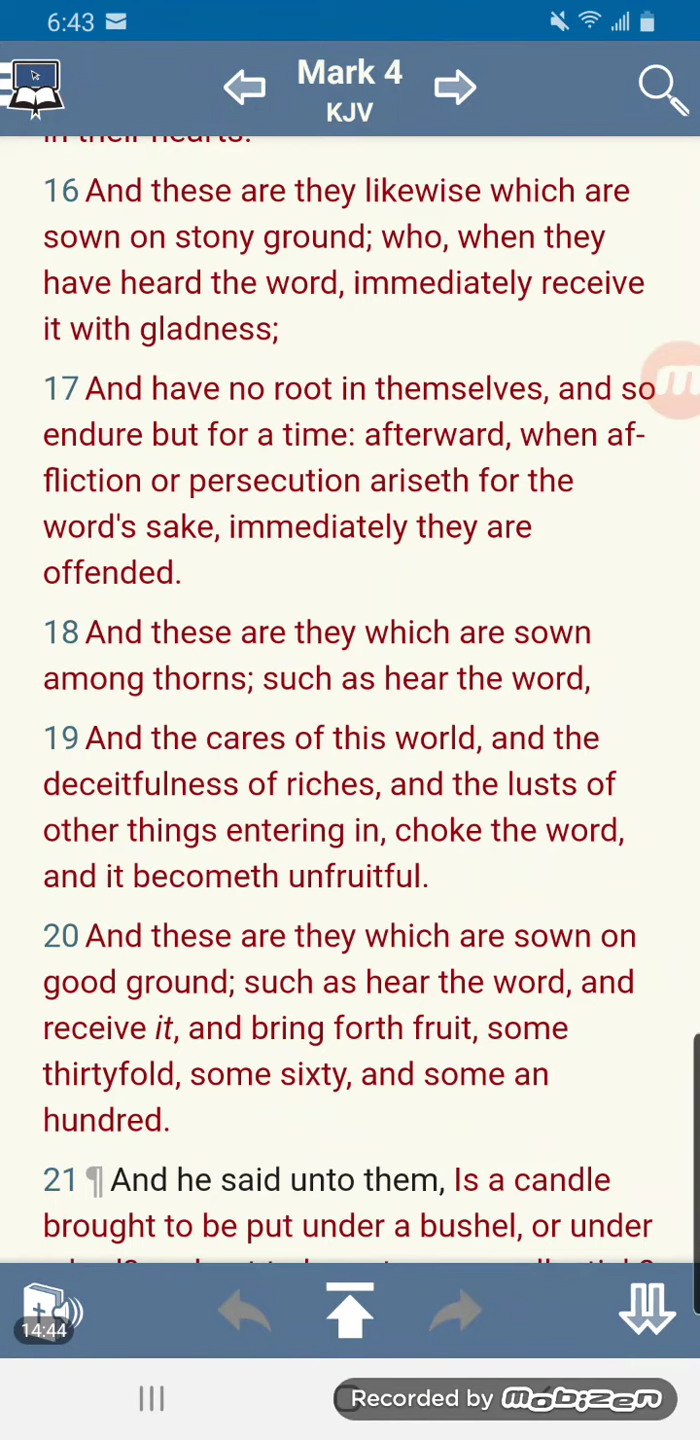 6:43
Mark 4
KJV
in their hearts.
16 And these are they likewise which are
sown on stony ground; who, when they
have heard the word, immediately receive
it with gladness;
17 And have no root in themselves, and so
endure but for a time: afterward, when af-
fliction or persecution ariseth for the
word's sake, immediately they are
offended.
18 And these are they which are sown
among thorns; such as hear the word,
19 And the cares of this world, and the
deceitfulness of riches, and the lusts of
other things entering in, choke the word,
and it becometh unfruitful.
20 And these are they which are sown on
good ground; such as hear the word, and
receive it, and bring forth fruit, some
thirtyfold, some sixty, and some an
hundred.
21 ¶ And he said unto them, Is a candle
brought to be put under a bushel, or under
14:44
Recorded by mobizen